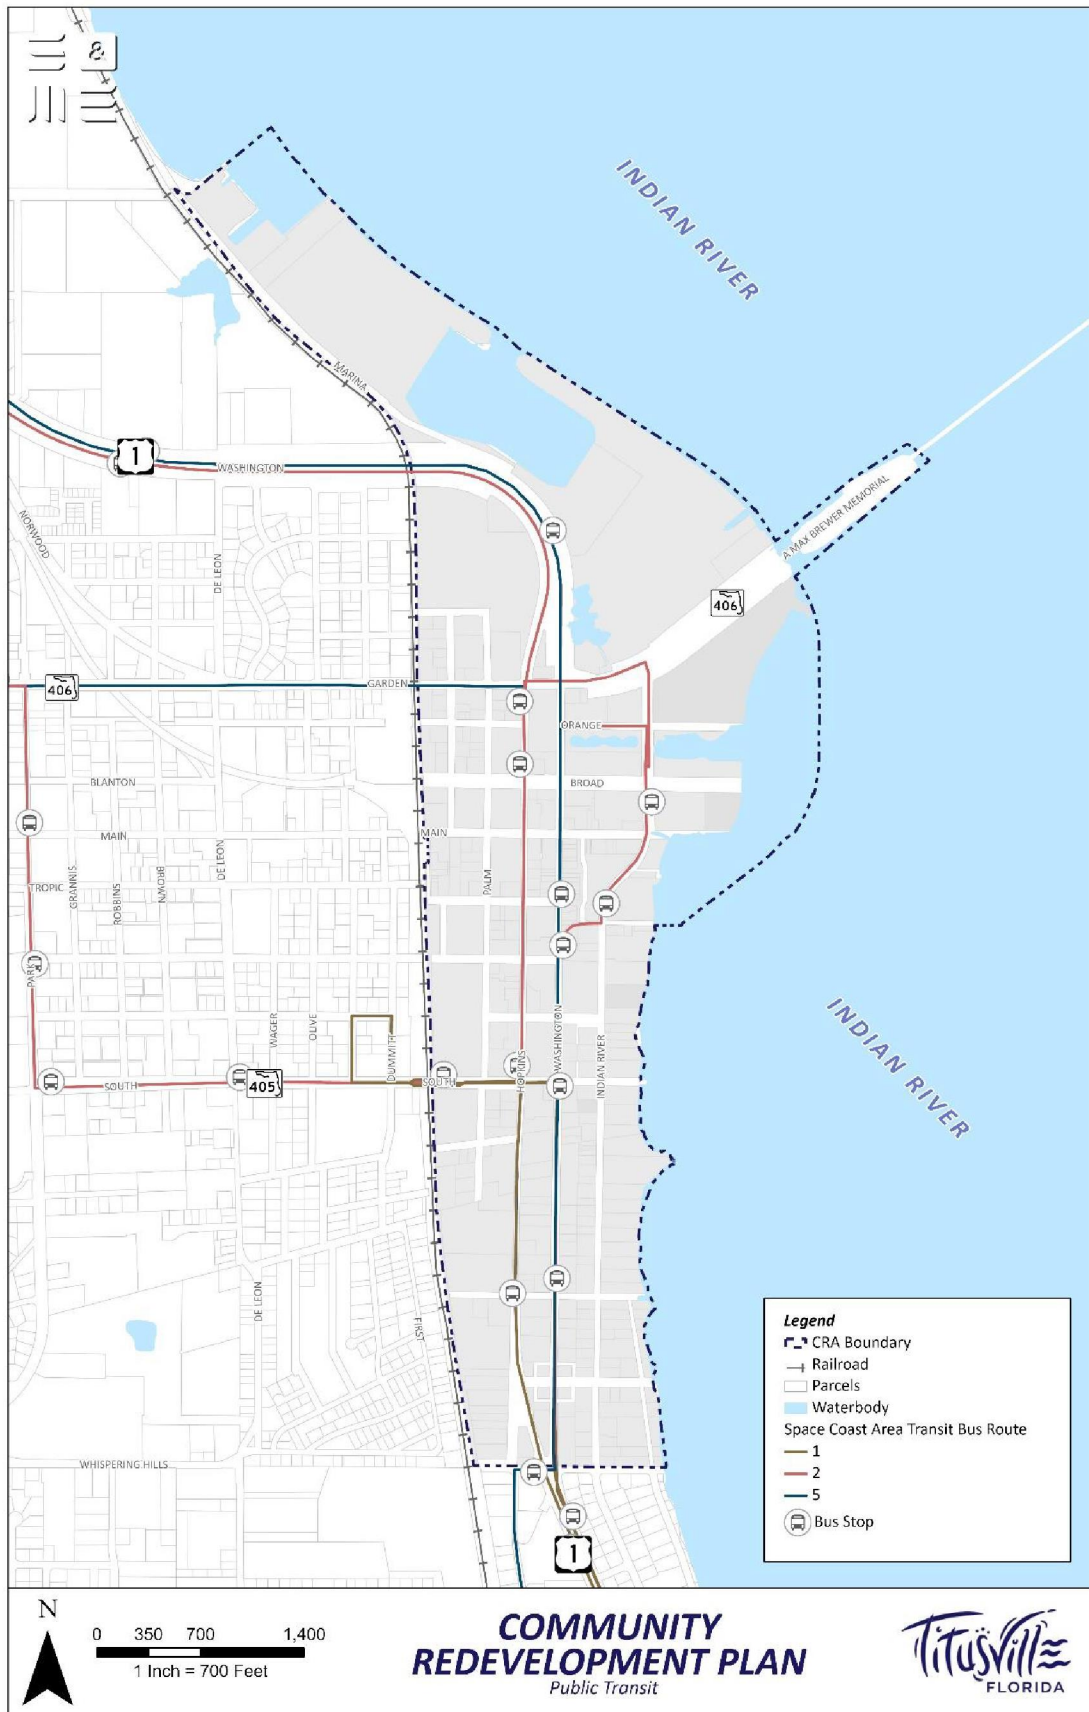 &
INDIAN RIVER
MARINA
1
WASHINGTON
A MAX BREWER MEMORIAL
NORWOOD
DE LEON
406
406
GARDEN
ORANGE
BLANTON
BROAD
MAIN
MAIN
DE LEON
TROPIC
GRANNIS
ROBBINS
BROWN
PALM
PARK
WAGER
OLIVE
DUMMITT
HOPKINS
WASHINGTON
INDIAN RIVER
INDIAN RIVER
SOUTH
405
SOUTH
DE LEON
FIRST
WHISPERING HILLS
1
Legend
CRA Boundary
Railroad
Parcels
Waterbody
Space Coast Area Transit Bus Route
1
2
5
Bus Stop
N
0 350 700 1,400
1 Inch = 700 Feet
COMMUNITY
REDEVELOPMENT PLAN
Public Transit
TITUSVILLE
FLORIDA